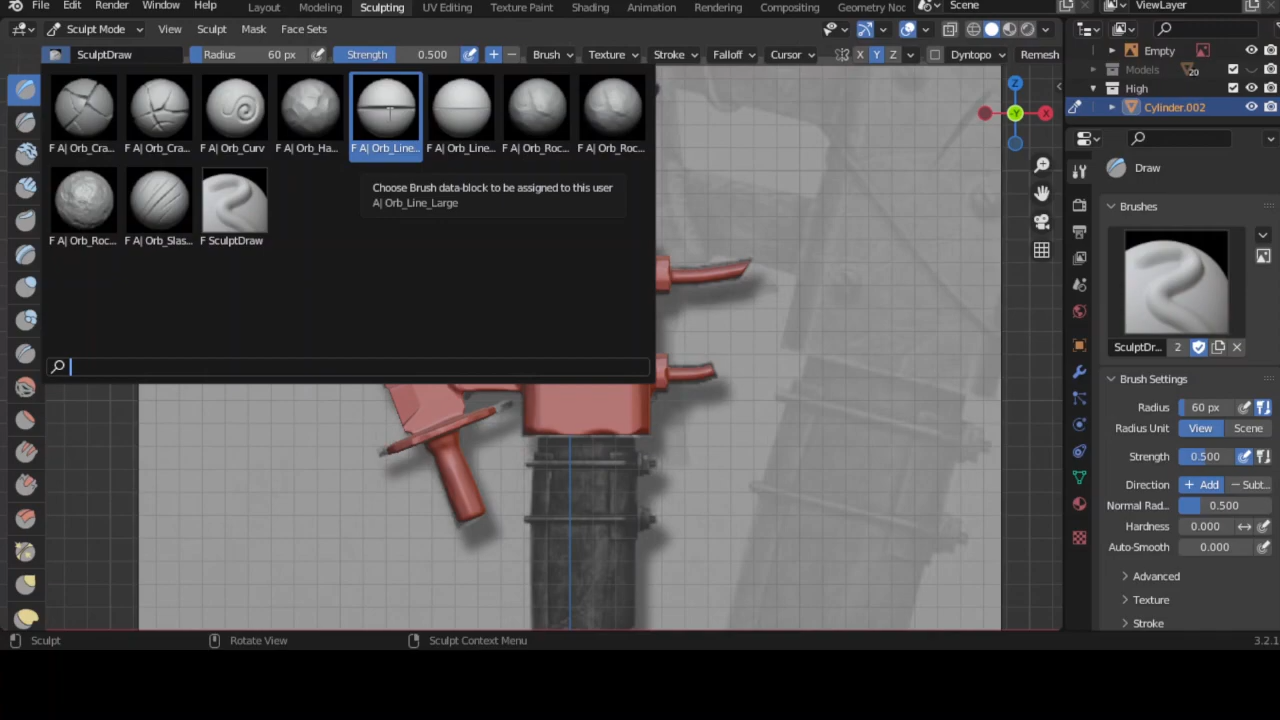 File Edit Render Window Help Layout Modeling Sculpting UV Editing Texture Paint Shading Animation Rendering Compositing Geometry Noc Scene ViewLayer
Sculpt Mode View Sculpt Mask Face Sets
SculptDraw Radius 60 px Strength 0.500 Brush Texture Stroke Falloff Cursor X Y Z Dyntopo Remesh
F A| Orb_Cra... F A| Orb_Cra... F A| Orb_Curv F A| Orb_Ha... F A| Orb_Line... F A| Orb_Line... F A| Orb_Roc... F A| Orb_Roc...
F A| Orb_Roc... F A| Orb_Slas... F SculptDraw
Choose Brush data-block to be assigned to this user
A| Orb_Line_Large
Z
X
-Y
Empty
Models 20
High
Cylinder.002
Draw
Brushes
SculptDr... 2
Brush Settings
Radius 60 px
Radius Unit View Scene
Strength 0.500
Direction + Add — Subt...
Normal Rad... 0.500
Hardness 0.000
Auto-Smooth 0.000
Advanced
Texture
Stroke
Sculpt Rotate View Sculpt Context Menu 3.2.1